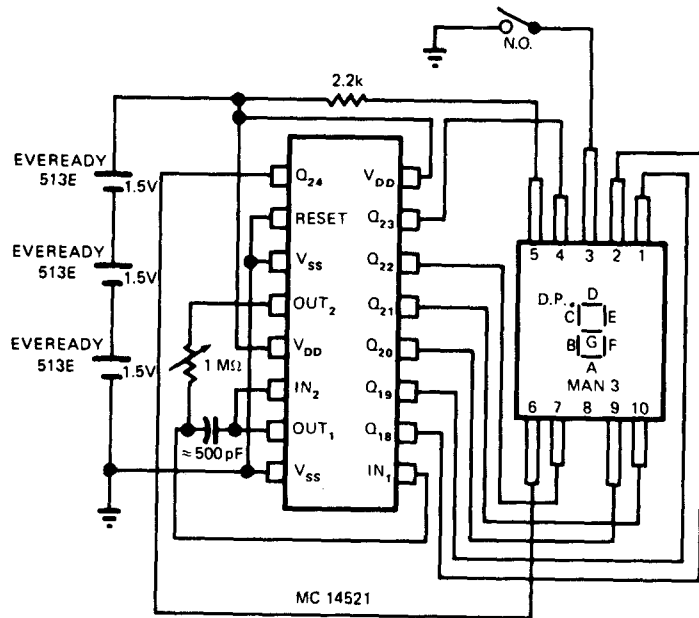 N.O.
2.2k
EVEREADY
513E
1.5V
EVEREADY
513E
1.5V
EVEREADY
513E
1.5V
Q24
RESET
VSS
OUT2
VDD
IN2
OUT1
VSS
VDD
Q23
Q22
Q21
Q20
Q19
Q18
IN1
1 MΩ
≈ 500 pF
5 4 3 2 1
D.P. D
C E
B G F
A
MAN 3
6 7 8 9 10
MC 14521